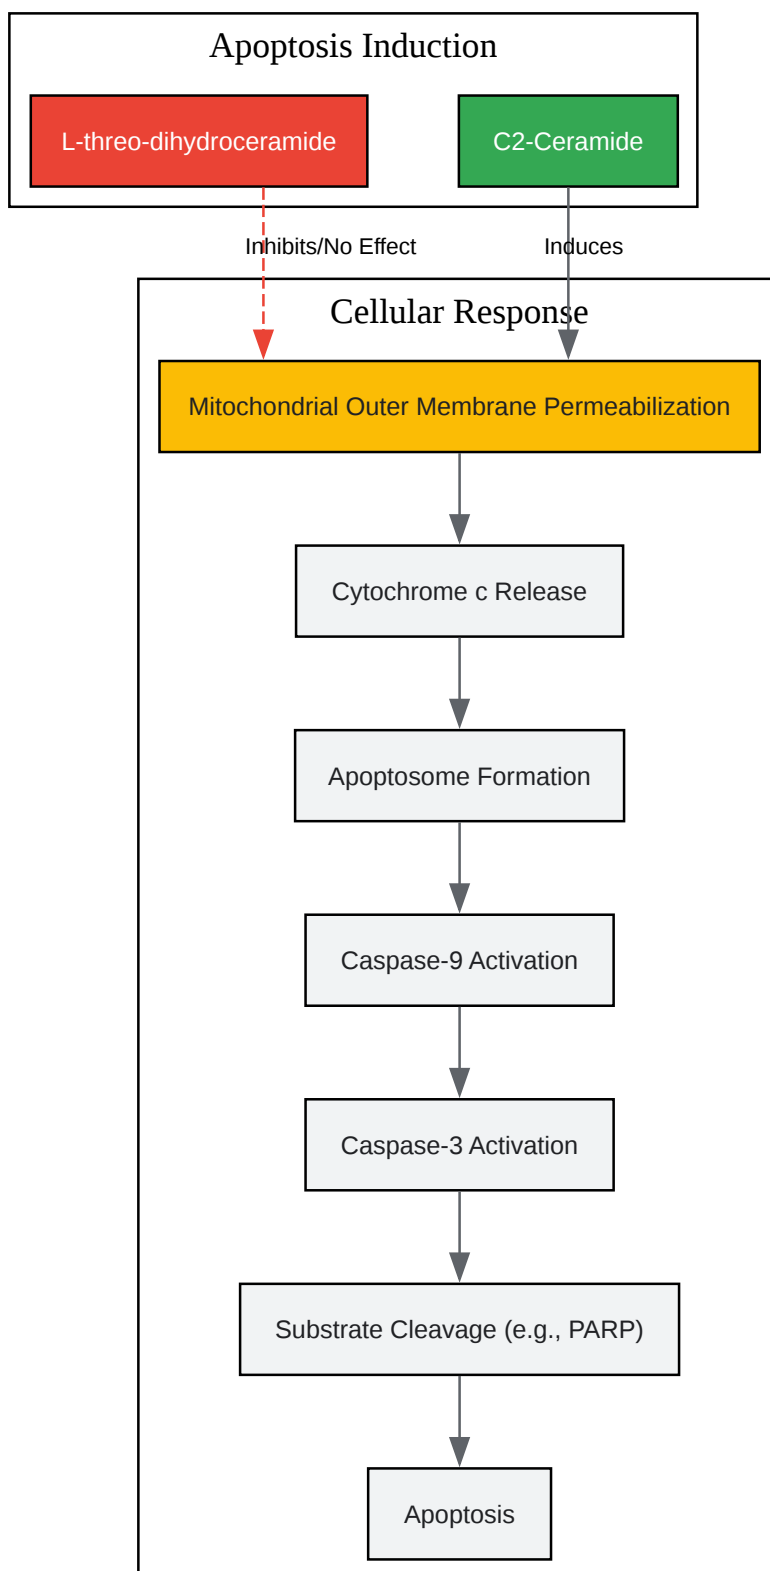 Apoptosis Induction
L-threo-dihydroceramide
C2-Ceramide
Inhibits/No Effect
Induces
Cellular Response
Mitochondrial Outer Membrane Permeabilization
Cytochrome c Release
Apoptosome Formation
Caspase-9 Activation
Caspase-3 Activation
Substrate Cleavage (e.g., PARP)
Apoptosis